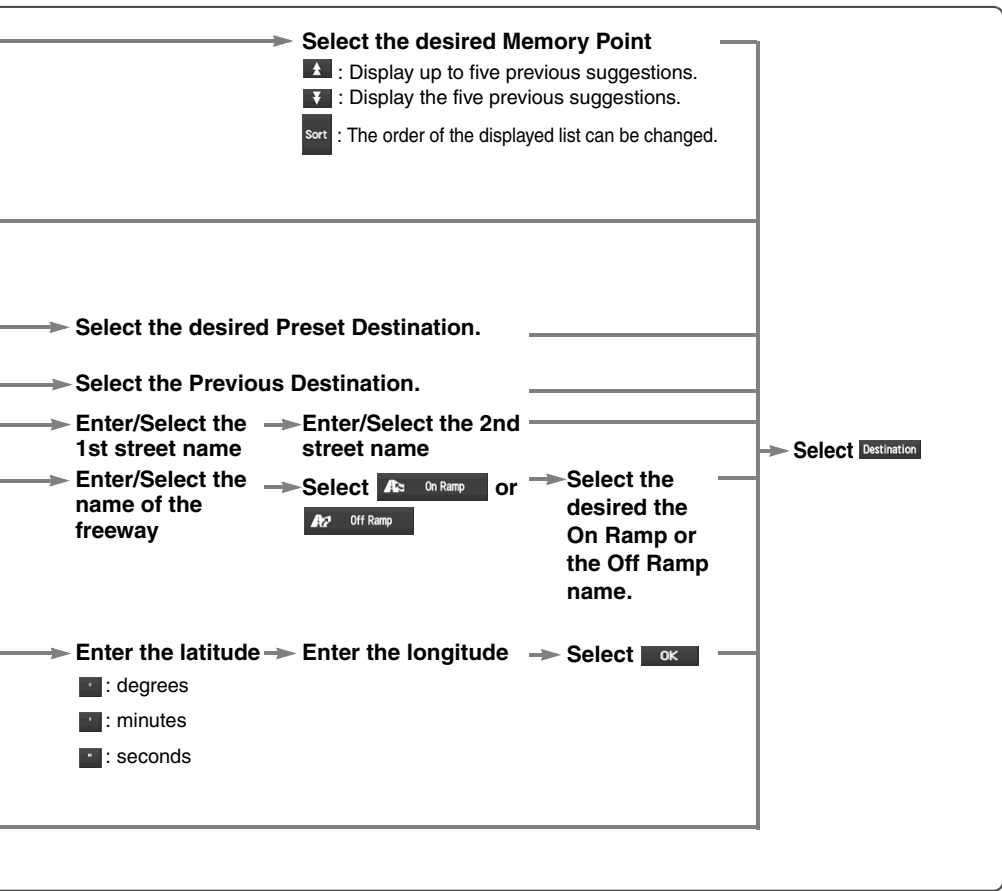 Select the desired Memory Point
: Display up to five previous suggestions.
: Display the five previous suggestions.
Sort : The order of the displayed list can be changed.
Select the desired Preset Destination.
Select the Previous Destination.
Enter/Select the
1st street name
Enter/Select the 2nd
street name
Enter/Select the
name of the
freeway
Select On Ramp or
Off Ramp
Select the
desired the
On Ramp or
the Off Ramp
name.
Enter the latitude
° : degrees
' : minutes
" : seconds
Enter the longitude
Select OK
Select Destination